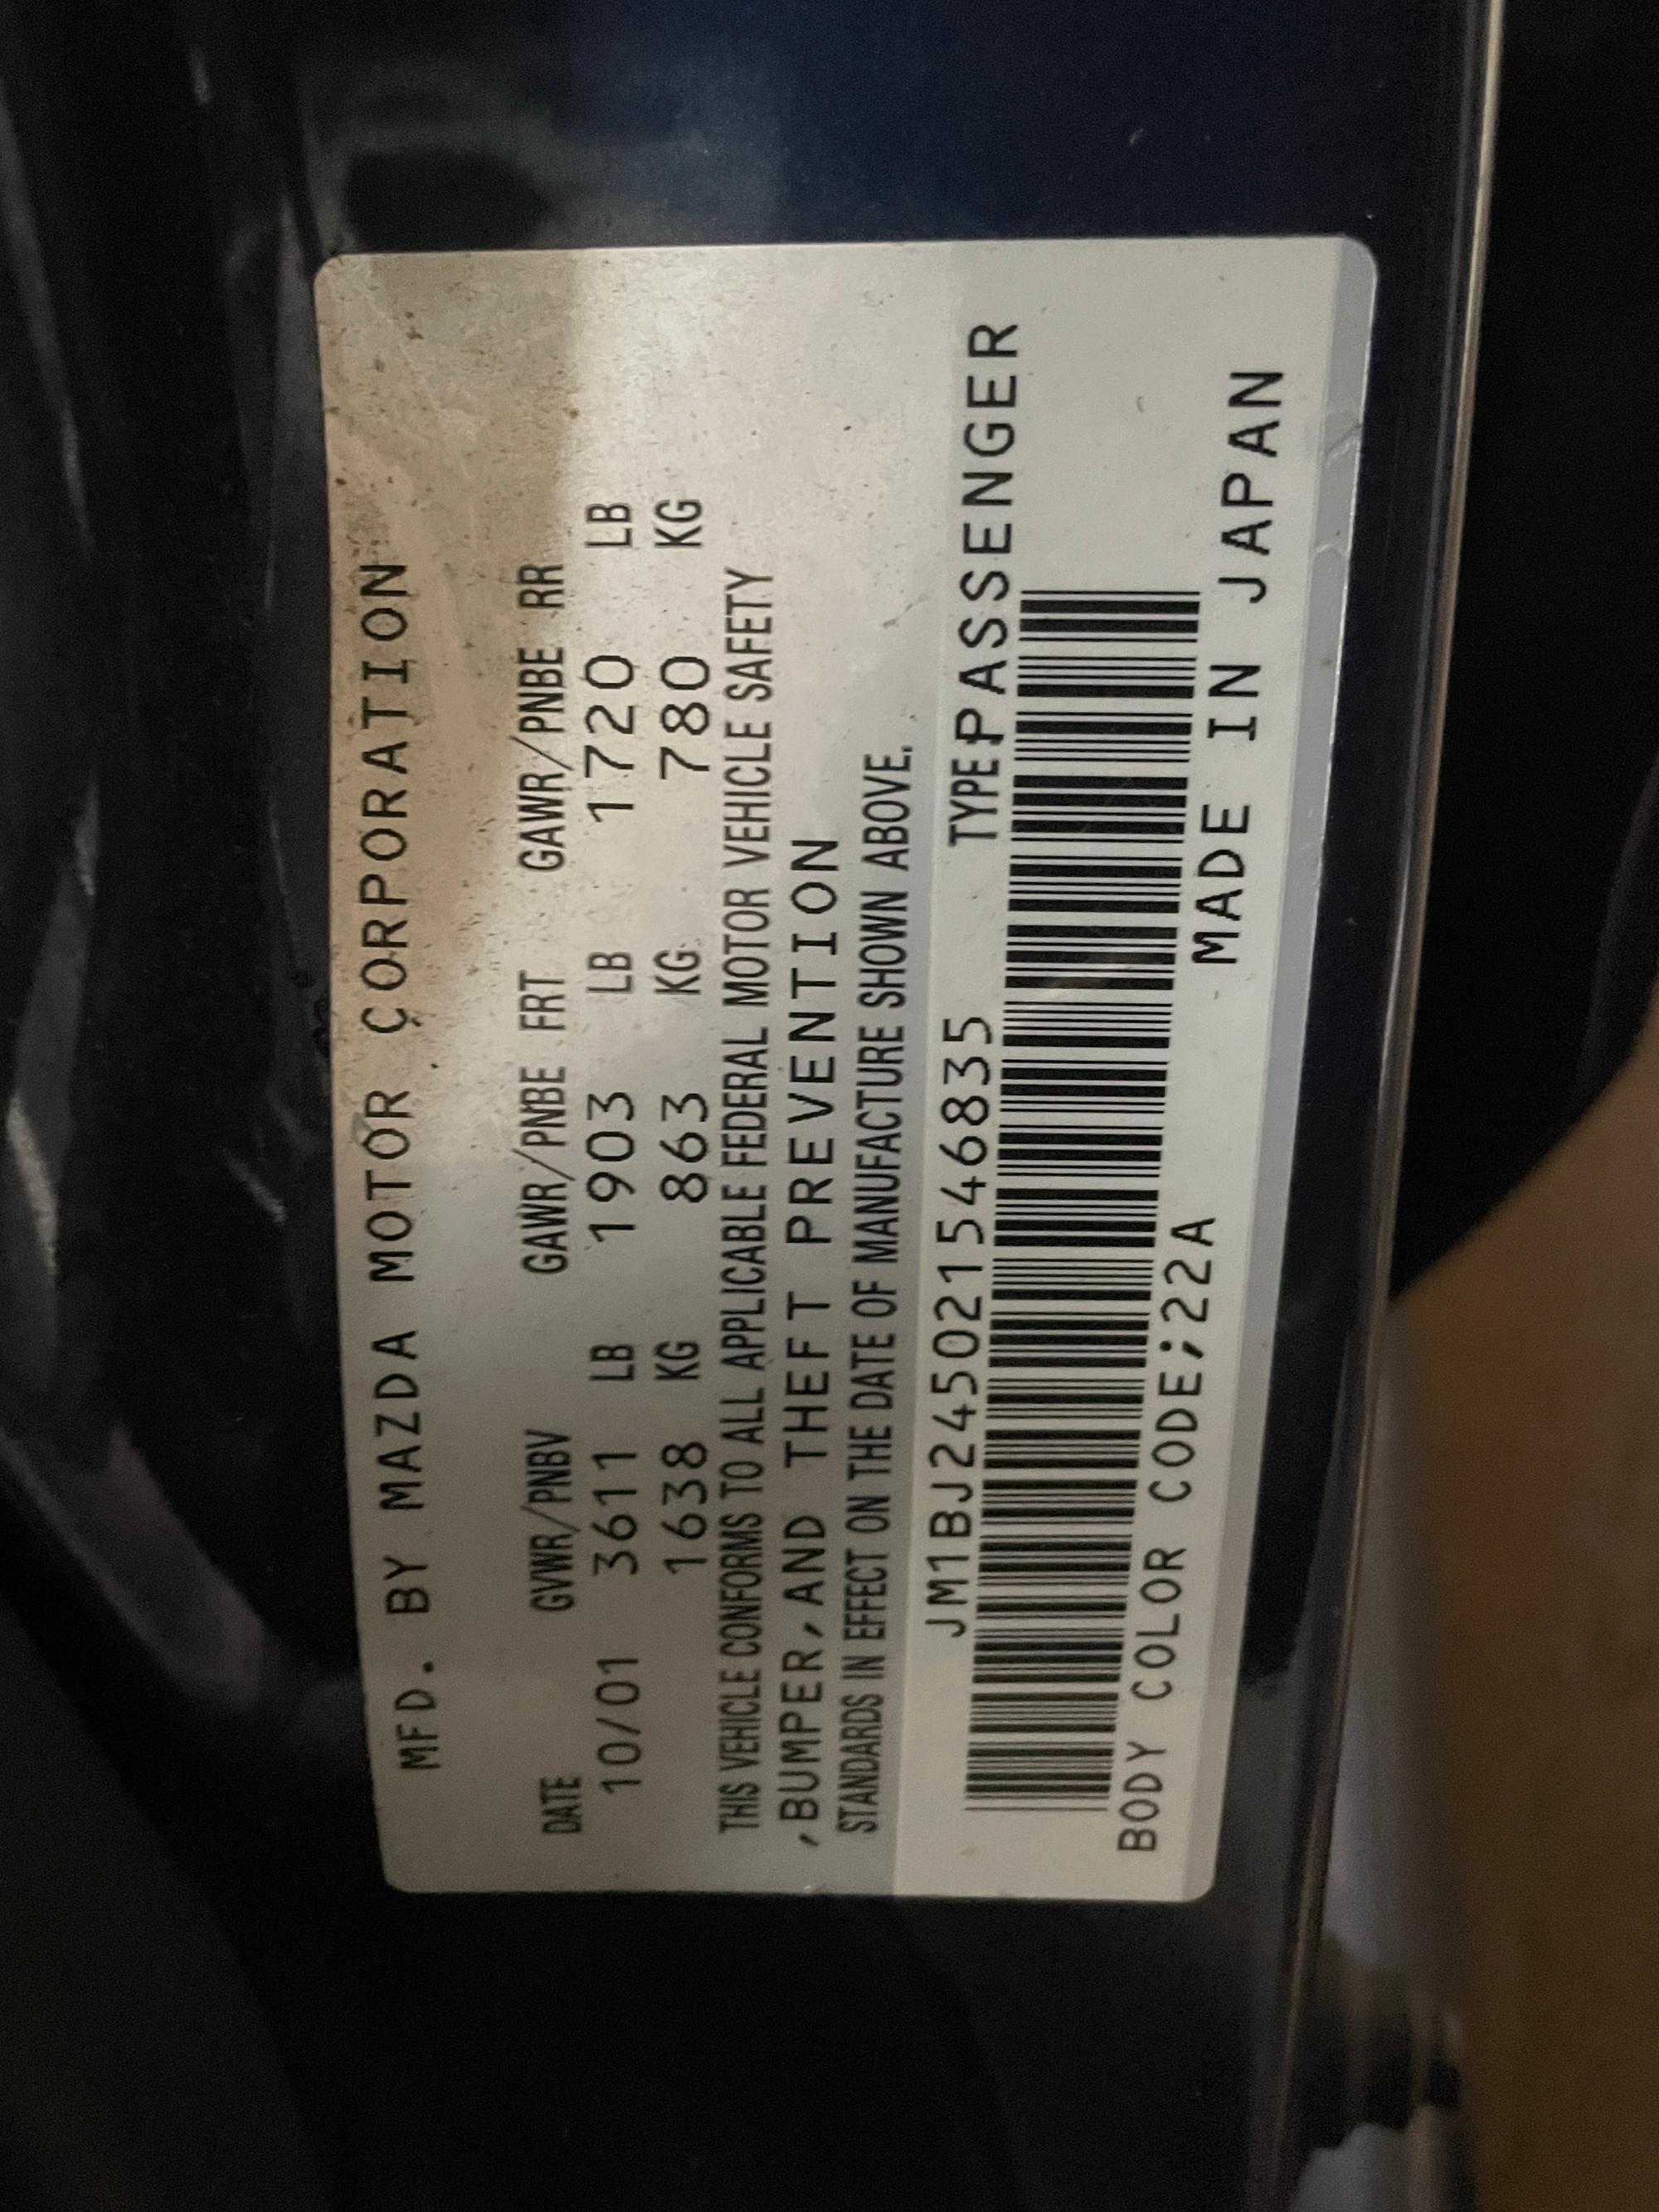 MFD. BY MAZDA MOTOR CORPORATION
DATE GVWR/PNBV GAWR/PNBE FRT GAWR/PNBE RR
10/01 3611 LB 1903 LB 1720 LB
1638 KG 863 KG 780 KG
THIS VEHICLE CONFORMS TO ALL APPLICABLE FEDERAL MOTOR VEHICLE SAFETY
,BUMPER,AND THEFT PREVENTION
STANDARDS IN EFFECT ON THE DATE OF MANUFACTURE SHOWN ABOVE.
JM1BJ245021546835 TYPE:PASSENGER
BODY COLOR CODE;22A MADE IN JAPAN